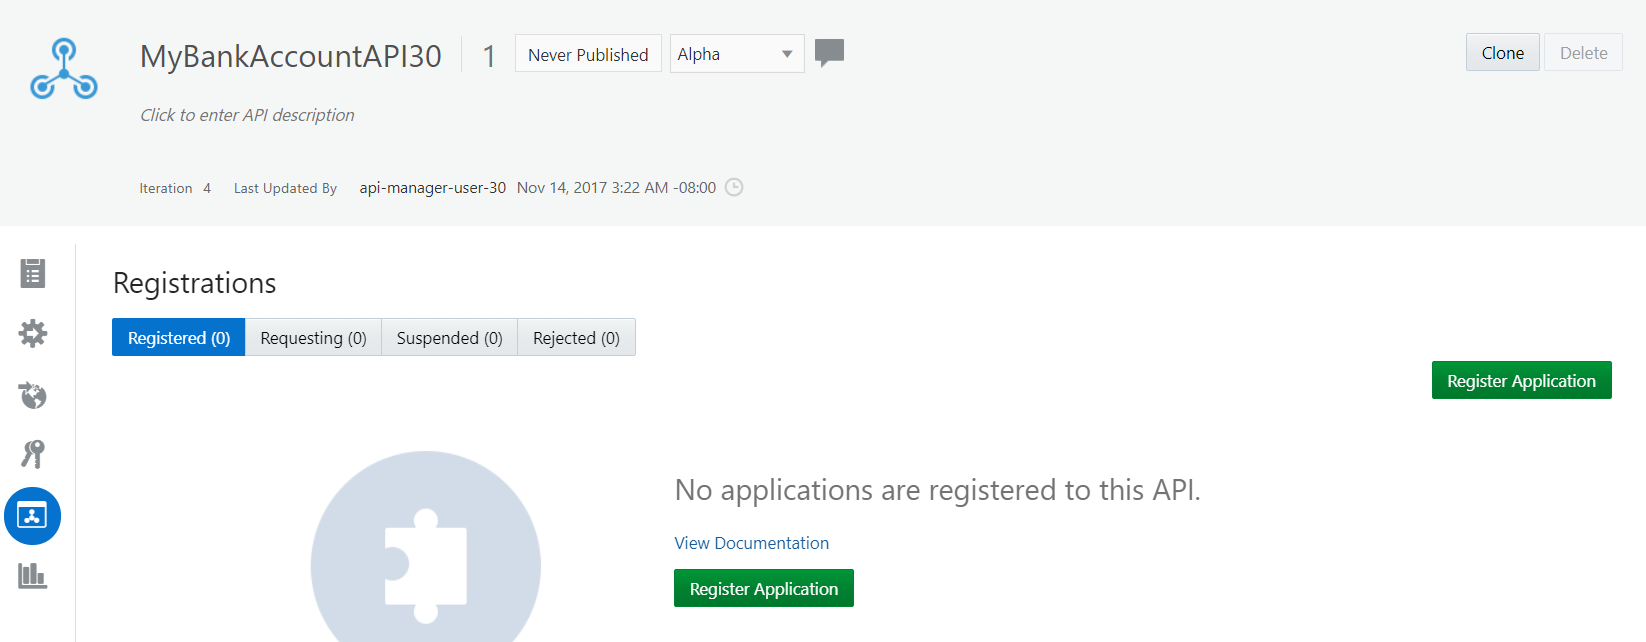 MyBankAccountAPI30 1 Never Published Alpha Clone Delete
Click to enter API description
Iteration 4 Last Updated By api-manager-user-30 Nov 14, 2017 3:22 AM -08:00
Registrations
Registered (0) Requesting (0) Suspended (0) Rejected (0)
Register Application
No applications are registered to this API.
View Documentation
Register Application